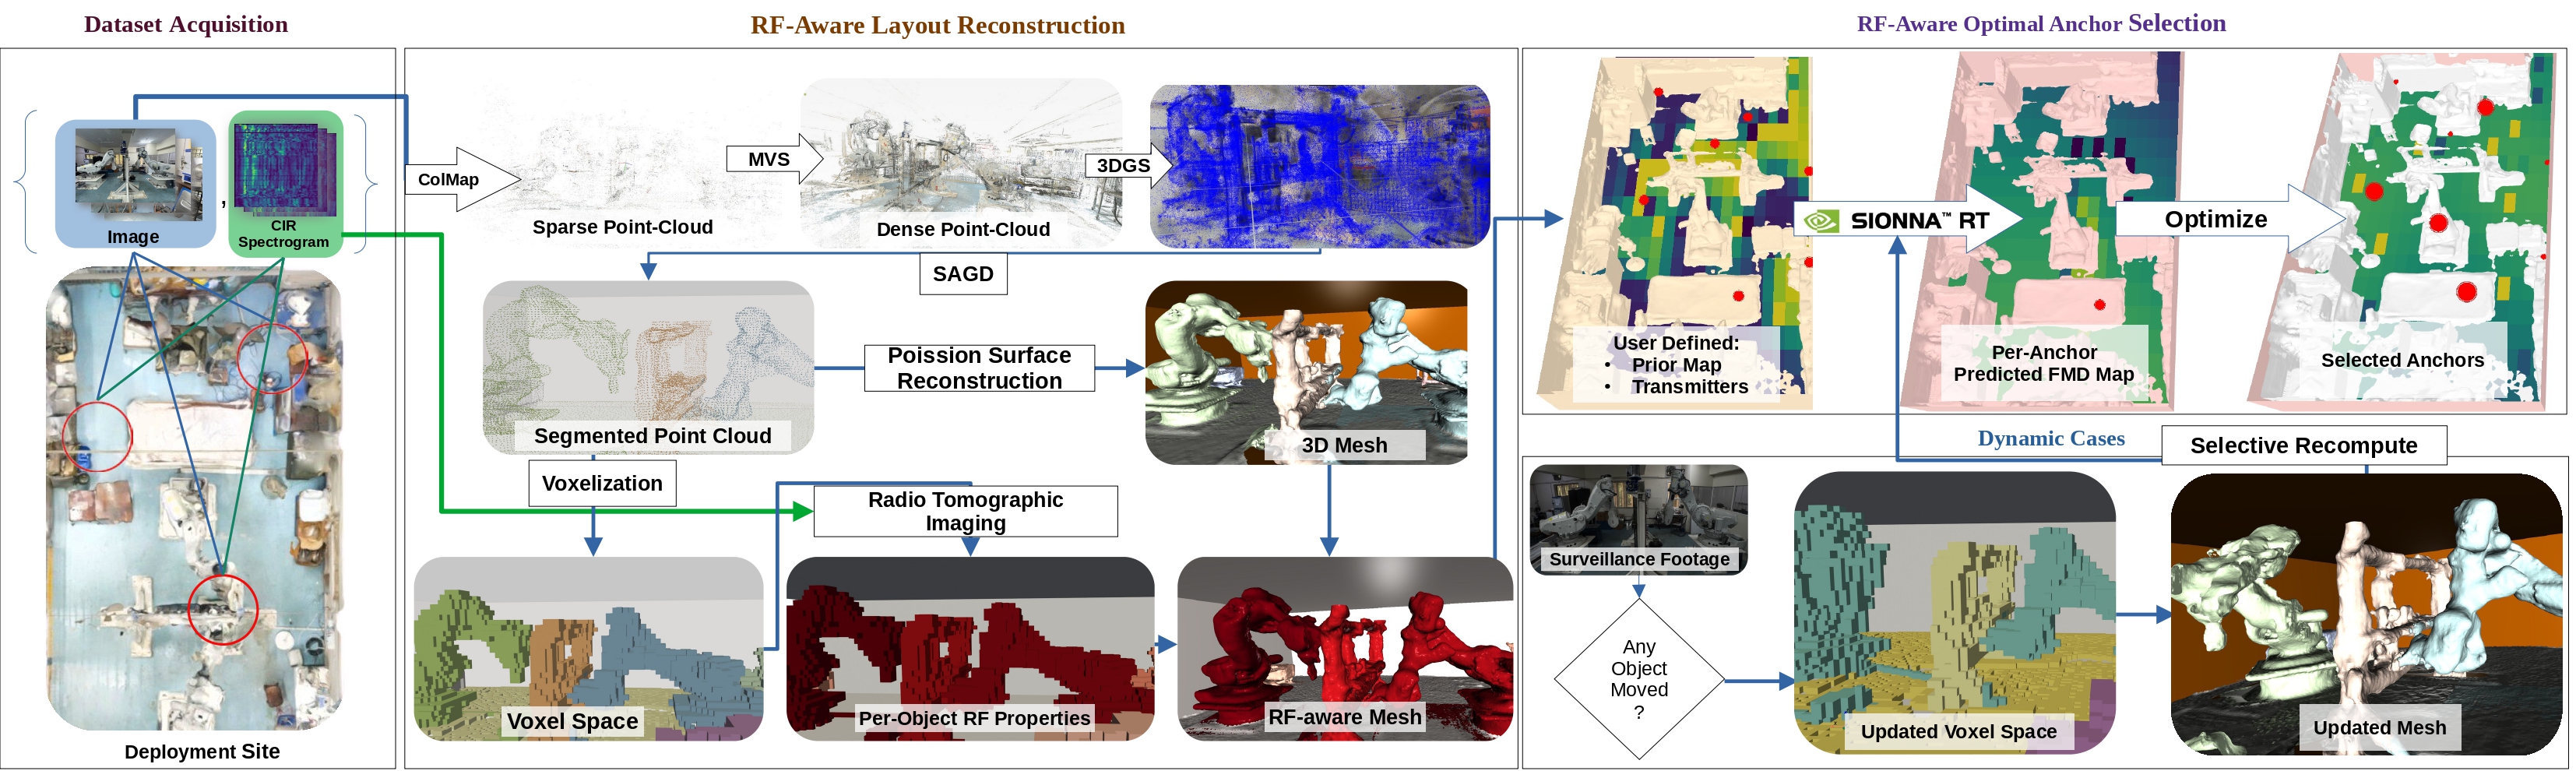 Dataset Acquisition
Image
,
CIR
Spectrogram
Deployment Site
RF-Aware Layout Reconstruction
ColMap
Sparse Point-Cloud
MVS
Dense Point-Cloud
3DGS
SAGD
Segmented Point Cloud
Poission Surface
Reconstruction
3D Mesh
Voxelization
Radio Tomographic
Imaging
Voxel Space
Per-Object RF Properties
RF-aware Mesh
RF-Aware Optimal Anchor Selection
User Defined:
• Prior Map
• Transmitters
SIONNA™ RT
Per-Anchor
Predicted FMD Map
Optimize
Selected Anchors
Dynamic Cases
Selective Recompute
Surveillance Footage
Any
Object
Moved
?
Updated Voxel Space
Updated Mesh